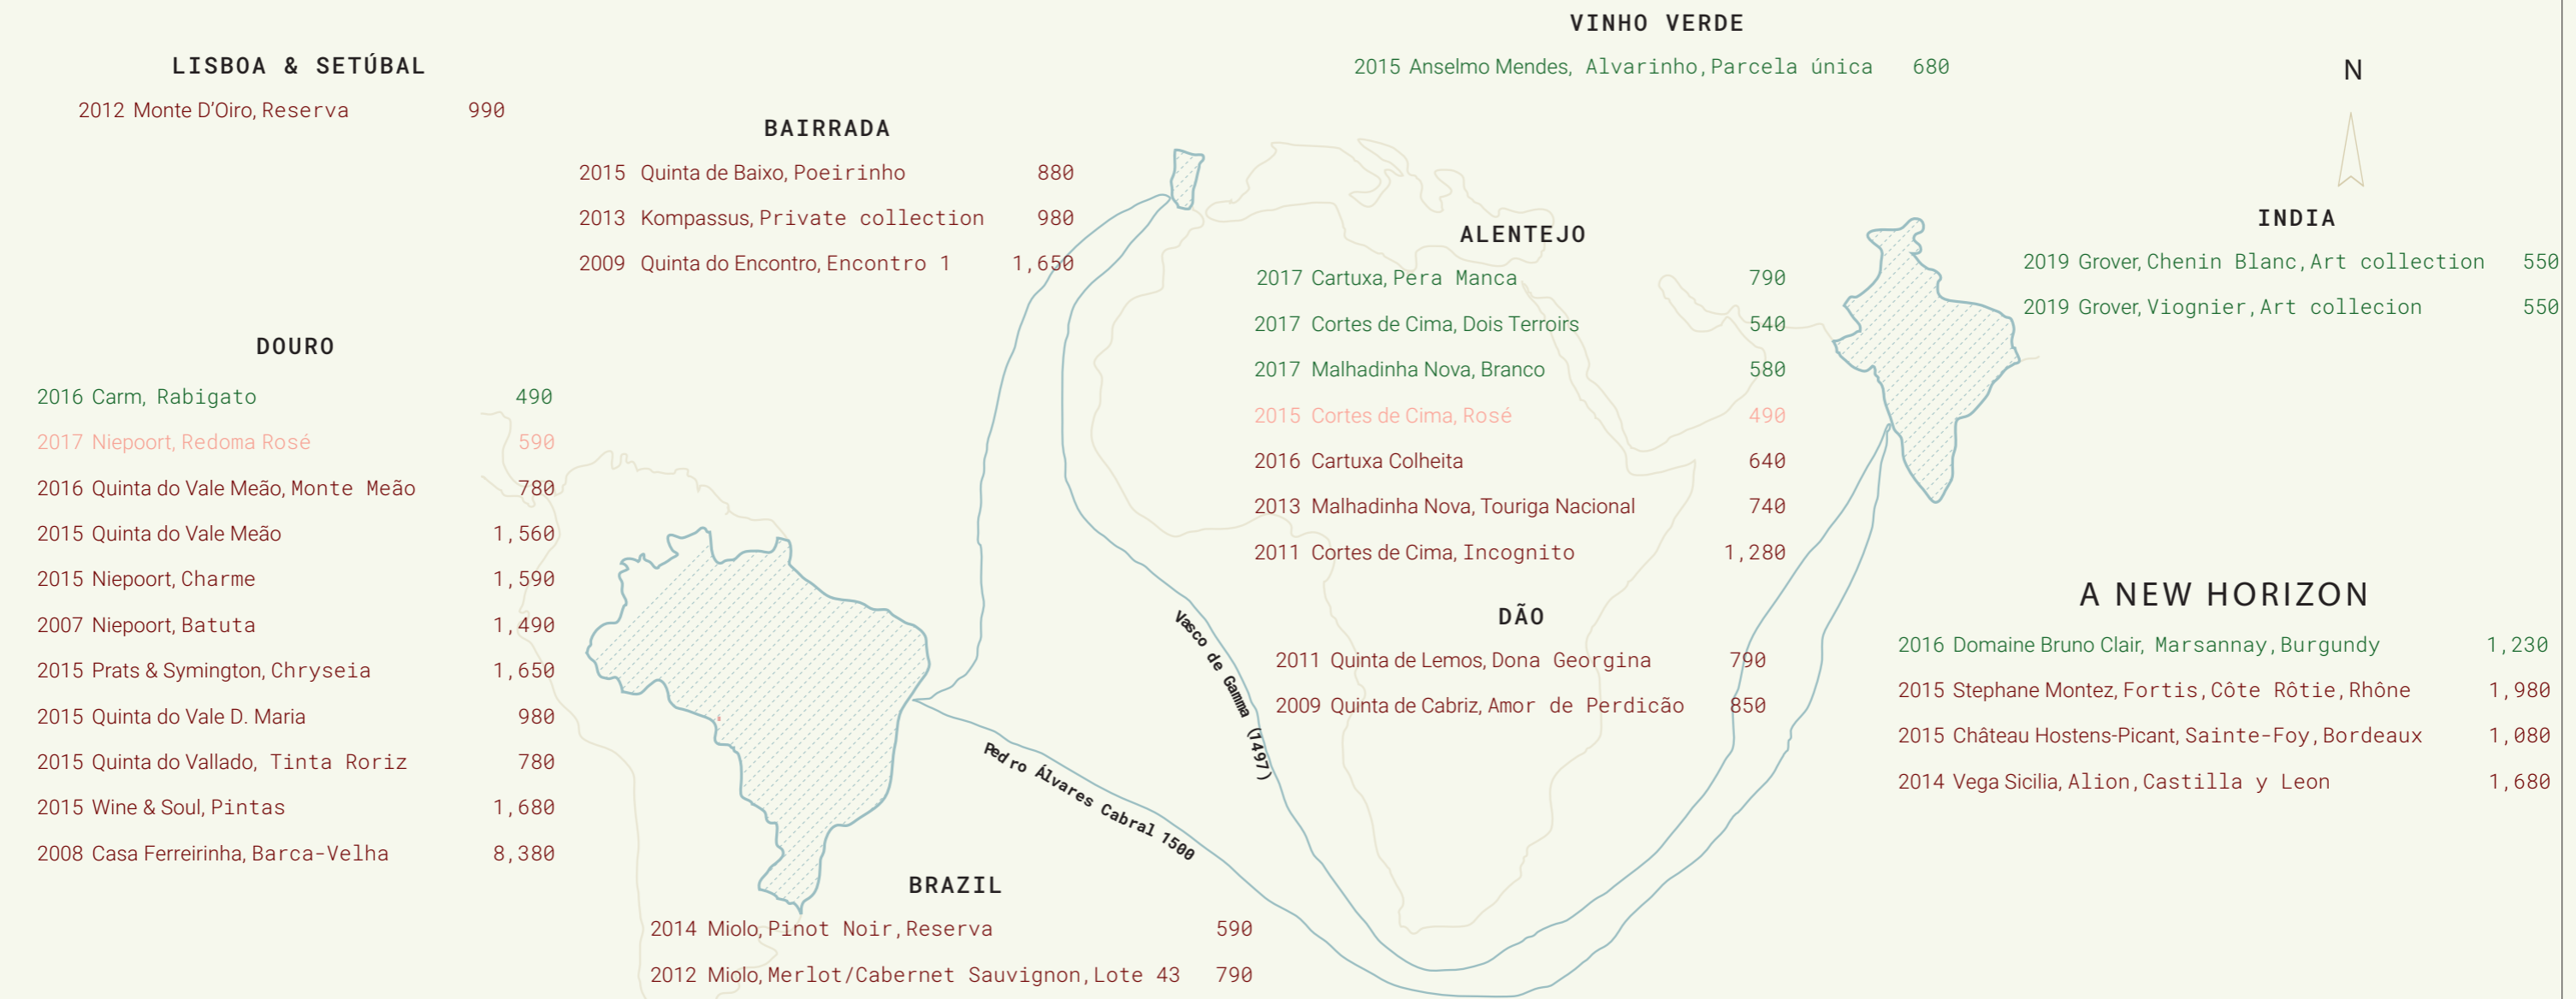 LISBOA & SETÚBAL
2012 Monte D’Oiro, Reserva 990
BAIRRADA
2015 Quinta de Baixo, Poeirinho 880
2013 Kompassus, Private collection 980
2009 Quinta do Encontro, Encontro 1 1,650
VINHO VERDE
2015 Anselmo Mendes, Alvarinho, Parcela única 680
N
INDIA
2019 Grover, Chenin Blanc, Art collection 550
2019 Grover, Viognier, Art collecion 550
ALENTEJO
2017 Cartuxa, Pera Manca 790
2017 Cortes de Cima, Dois Terroirs 540
2017 Malhadinha Nova, Branco 580
2015 Cortes de Cima, Rosé 490
2016 Cartuxa Colheita 640
2013 Malhadinha Nova, Touriga Nacional 740
2011 Cortes de Cima, Incognito 1,280
DOURO
2016 Carm, Rabigato 490
2017 Niepoort, Redoma Rosé 590
2016 Quinta do Vale Meão, Monte Meão 780
2015 Quinta do Vale Meão 1,560
2015 Niepoort, Charme 1,590
2007 Niepoort, Batuta 1,490
2015 Prats & Symington, Chryseia 1,650
2015 Quinta do Vale D. Maria 980
2015 Quinta do Vallado, Tinta Roriz 780
2015 Wine & Soul, Pintas 1,680
2008 Casa Ferreirinha, Barca-Velha 8,380
DÃO
2011 Quinta de Lemos, Dona Georgina 790
2009 Quinta de Cabriz, Amor de Perdicão 850
A NEW HORIZON
2016 Domaine Bruno Clair, Marsannay, Burgundy 1,230
2015 Stephane Montez, Fortis, Côte Rôtie, Rhône 1,980
2015 Château Hostens-Picant, Sainte-Foy, Bordeaux 1,080
2014 Vega Sicilia, Alion, Castilla y Leon 1,680
Vasco de Gamma (1497)
Pedro Álvares Cabral 1500
BRAZIL
2014 Miolo, Pinot Noir, Reserva 590
2012 Miolo, Merlot/Cabernet Sauvignon, Lote 43 790